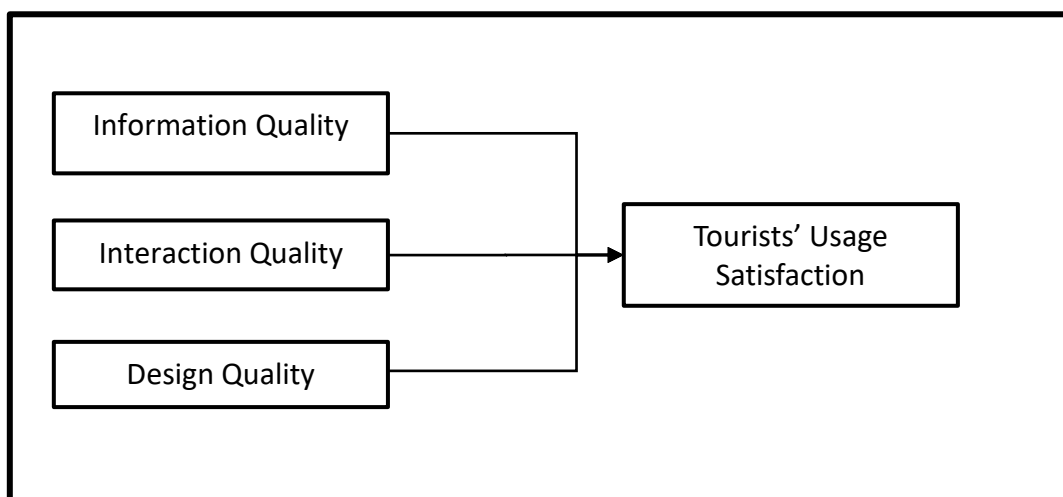 Information Quality
Interaction Quality
Tourists’ Usage
Satisfaction
Design Quality